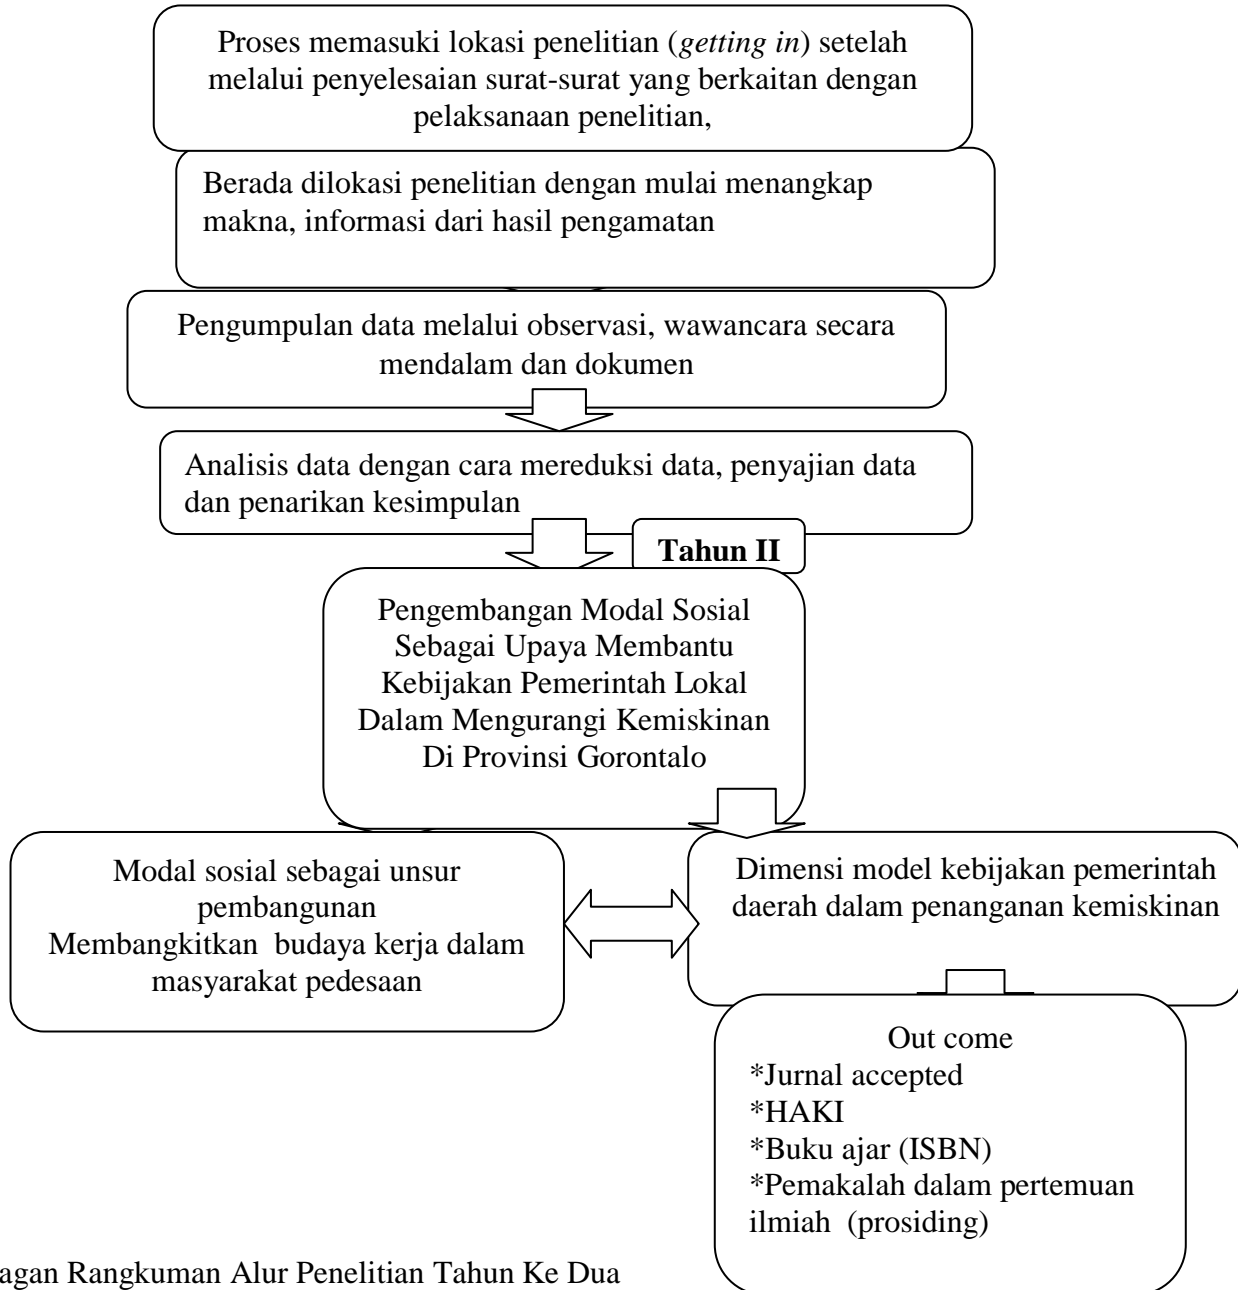 Proses memasuki lokasi penelitian (getting in) setelah
melalui penyelesaian surat-surat yang berkaitan dengan
pelaksanaan penelitian,
Berada dilokasi penelitian dengan mulai menangkap
makna, informasi dari hasil pengamatan
Pengumpulan data melalui observasi, wawancara secara
mendalam dan dokumen
Analisis data dengan cara mereduksi data, penyajian data
dan penarikan kesimpulan
Tahun II
Pengembangan Modal Sosial
Sebagai Upaya Membantu
Kebijakan Pemerintah Lokal
Dalam Mengurangi Kemiskinan
Di Provinsi Gorontalo
Modal sosial sebagai unsur
pembangunan
Membangkitkan  budaya kerja dalam
masyarakat pedesaan
Dimensi model kebijakan pemerintah
daerah dalam penanganan kemiskinan
Out come
*Jurnal accepted
*HAKI
*Buku ajar (ISBN)
*Pemakalah dalam pertemuan
ilmiah  (prosiding)
agan Rangkuman Alur Penelitian Tahun Ke Dua